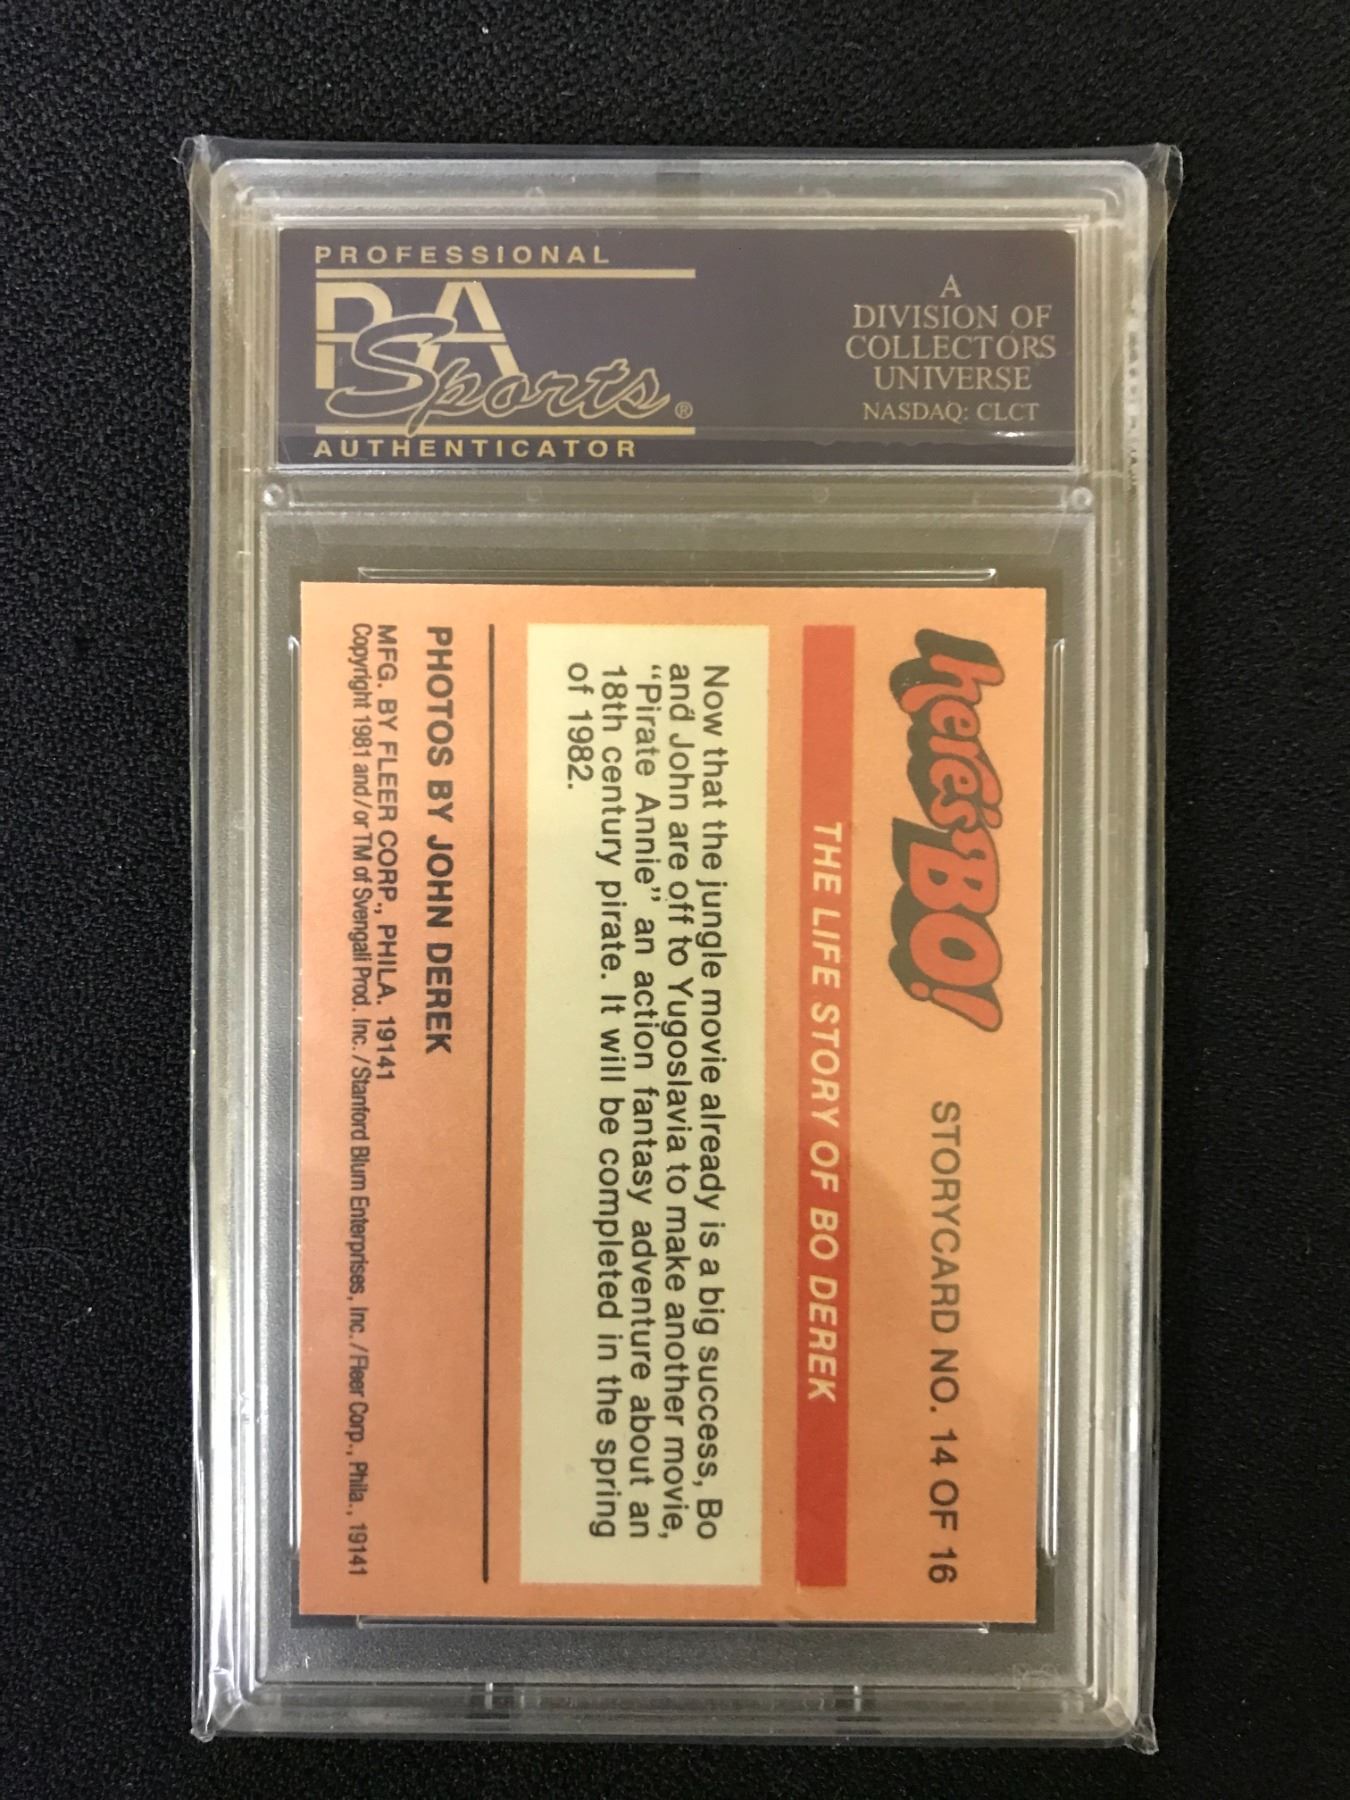 PROFESSIONAL
PSA
Sports®
AUTHENTICATOR
A
DIVISION OF
COLLECTORS
UNIVERSE
NASDAQ: CLCT
here's BO!
STORYCARD NO. 14 OF 16
THE LIFE STORY OF BO DEREK
Now that the jungle movie already is a big success, Bo
and John are off to Yugoslavia to make another movie,
“Pirate Annie” an action fantasy adventure about an
18th century pirate. It will be completed in the spring
of 1982.
PHOTOS BY JOHN DEREK
MFG. BY FLEER CORP., PHILA. 19141
Copyright 1981 and/or TM of Svengali Prod. Inc./Stanford Blum Enterprises, Inc./Fleer Corp., Phila., 19141